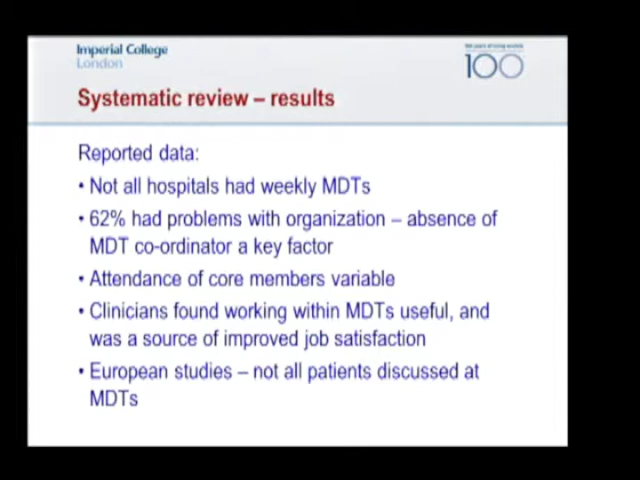 Imperial College
London
100
Systematic review – results
Reported data:
• Not all hospitals had weekly MDTs
• 62% had problems with organization – absence of
MDT co-ordinator a key factor
• Attendance of core members variable
• Clinicians found working within MDTs useful, and
was a source of improved job satisfaction
• European studies – not all patients discussed at
MDTs